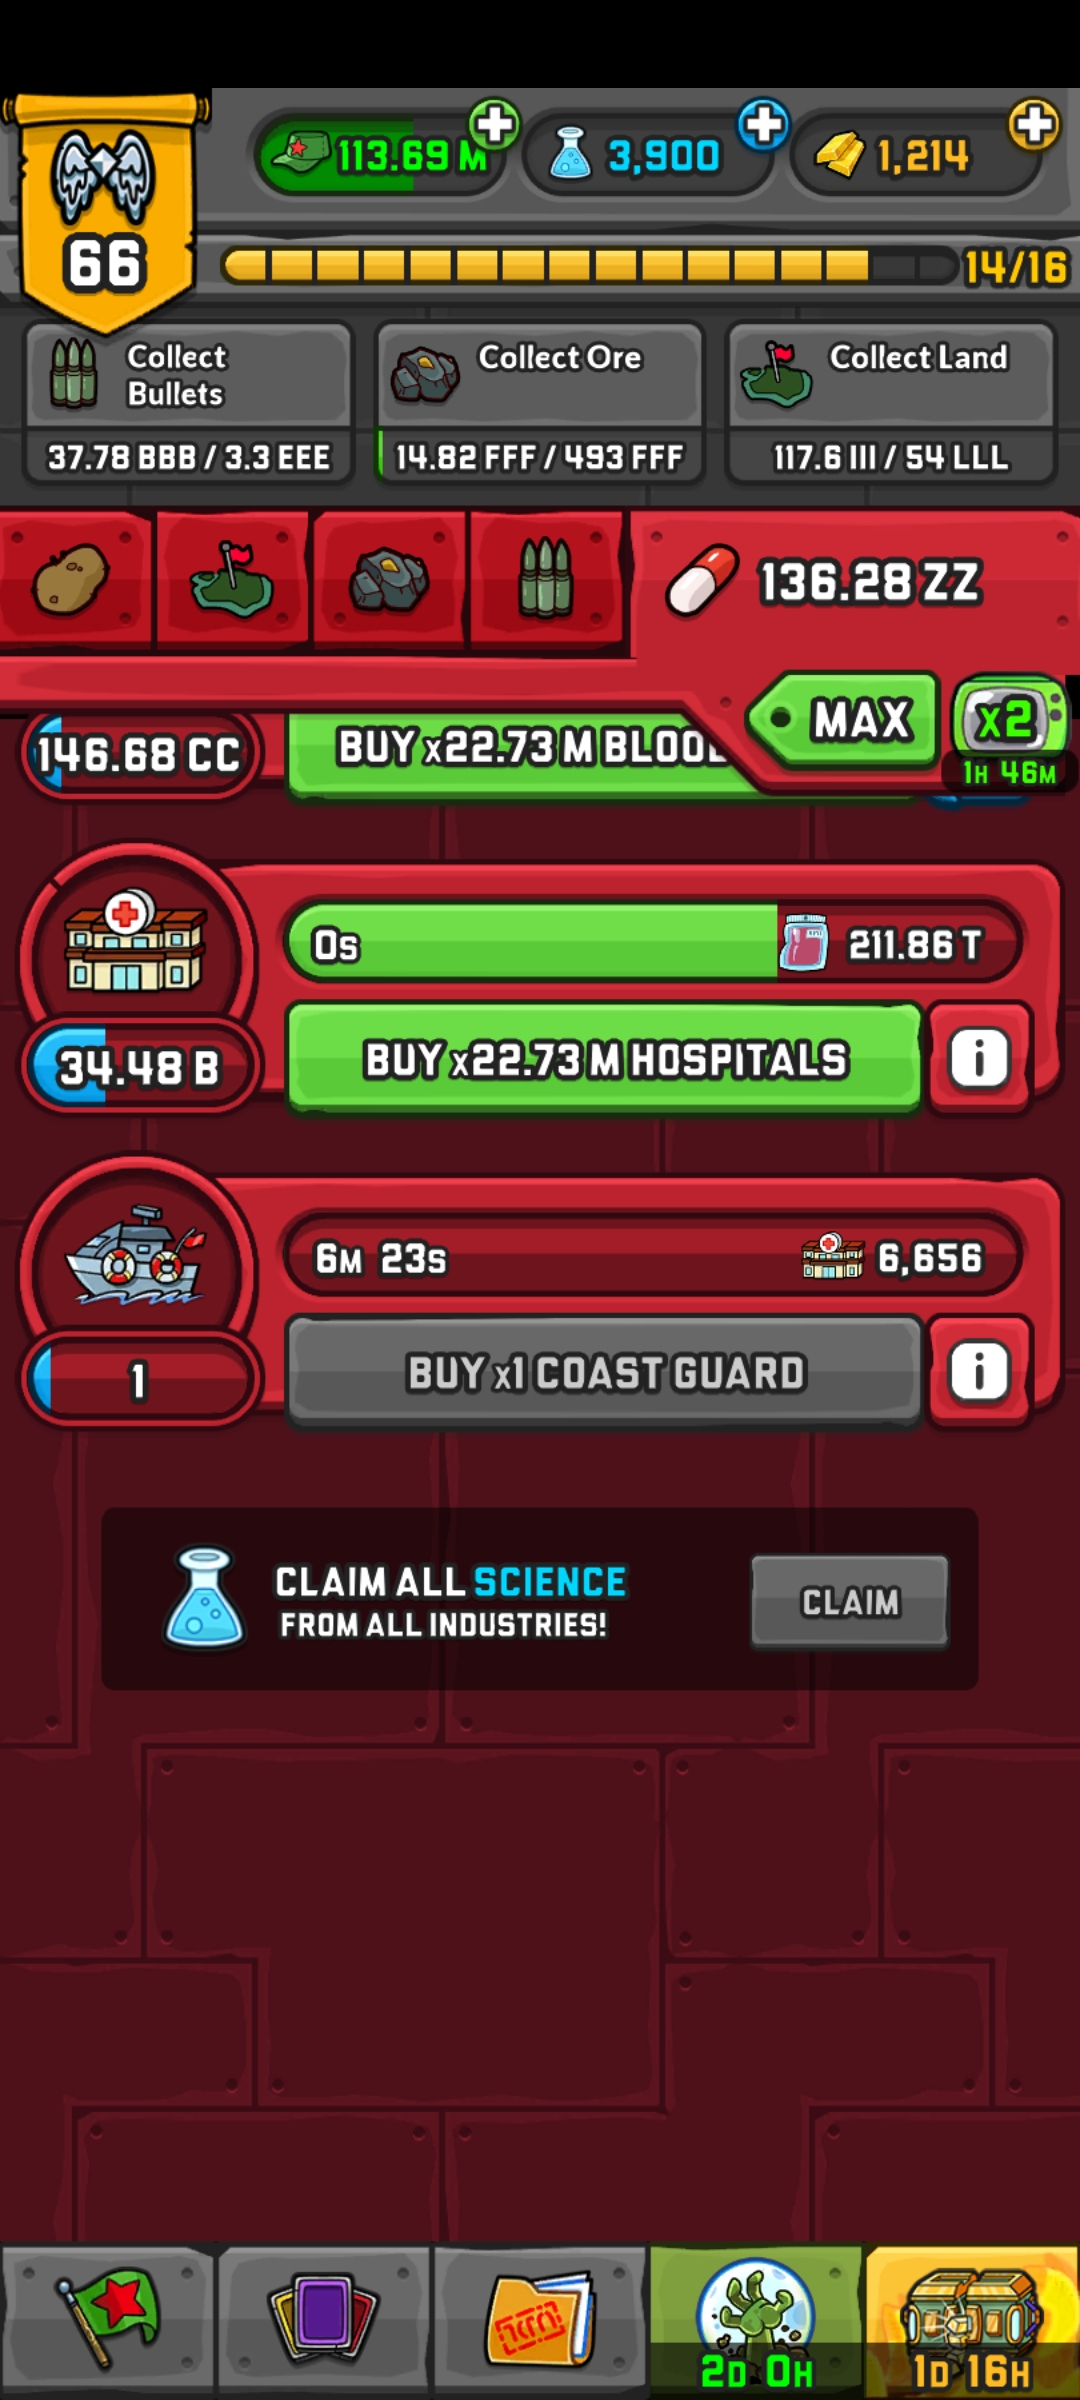 113.69 M
3,900
1,214
66
14/16
Collect
Bullets
37.78 BBB / 3.3 EEE
Collect Ore
14.82 FFF / 493 FFF
Collect Land
117.6 III / 54 LLL
136.28 ZZ
MAX
x2
1H 46M
146.68 CC
BUY x22.73 M BLOOD
0s
211.86 T
34.48 B
BUY x22.73 M HOSPITALS
i
6M 23s
6,656
1
BUY x1 COAST GUARD
i
CLAIM ALL SCIENCE
FROM ALL INDUSTRIES!
CLAIM
2D 0H
1D 16H